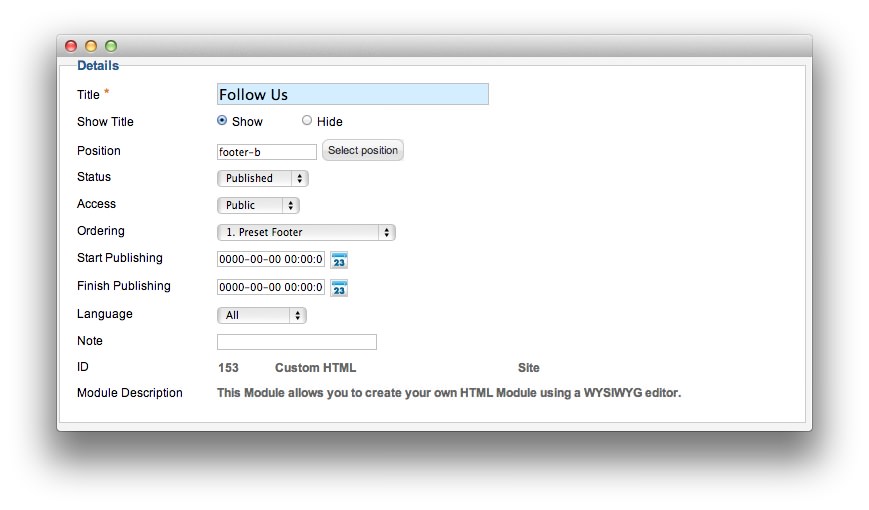 Details
Title * Follow Us
Show Title Show Hide
Position footer-b Select position
Status Published
Access Public
Ordering 1. Preset Footer
Start Publishing 0000-00-00 00:00:0 23
Finish Publishing 0000-00-00 00:00:0 23
Language All
Note
ID 153 Custom HTML Site
Module Description This Module allows you to create your own HTML Module using a WYSIWYG editor.